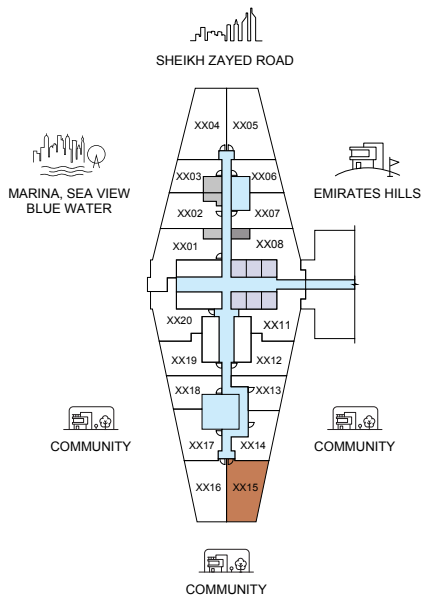 SHEIKH ZAYED ROAD
XX04 XX05
XX03 XX06
MARINA, SEA VIEW
BLUE WATER
EMIRATES HILLS
XX02 XX07
XX01 XX08
XX20 XX11
XX19 XX12
XX18 XX13
COMMUNITY
COMMUNITY
XX17 XX14
XX16 XX15
COMMUNITY